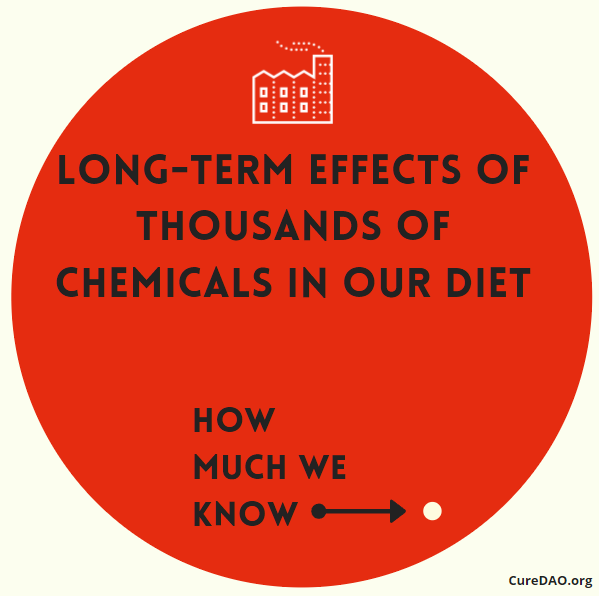 LONG-TERM EFFECTS OF
THOUSANDS OF
CHEMICALS IN OUR DIET
HOW
MUCH WE
KNOW
CureDAO.org